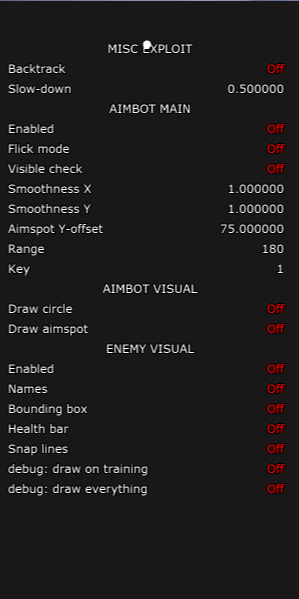 MISC EXPLOIT
Backtrack Off
Slow-down 0.500000
AIMBOT MAIN
Enabled Off
Flick mode Off
Visible check Off
Smoothness X 1.000000
Smoothness Y 1.000000
Aimspot Y-offset 75.000000
Range 180
Key 1
AIMBOT VISUAL
Draw circle Off
Draw aimspot Off
ENEMY VISUAL
Enabled Off
Names Off
Bounding box Off
Health bar Off
Snap lines Off
debug: draw on training Off
debug: draw everything Off